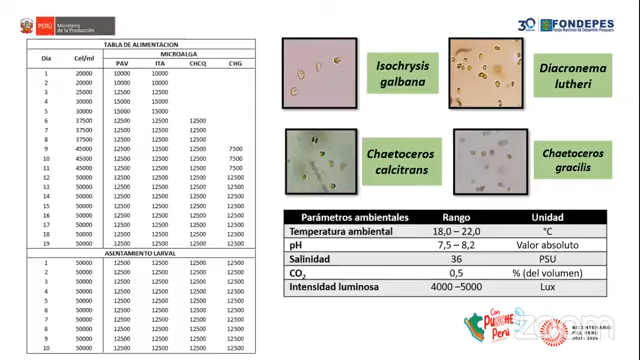 PERÚ Ministerio de la Producción
30 AÑOS FONDEPES
Fondo Nacional de Desarrollo Pesquero
TABLA DE ALIMENTACION
Dia Cel/ml MICROALGA
PAV ITA CHCQ CHG
1 20000 10000 10000
2 20000 10000 10000
3 25000 12500 12500
4 30000 15000 15000
5 30000 15000 15000
6 37500 12500 12500 12500
7 37500 12500 12500 12500
8 37500 12500 12500 12500
9 45000 12500 12500 12500 7500
10 45000 12500 12500 12500 7500
11 45000 12500 12500 12500 7500
12 50000 12500 12500 12500 12500
13 50000 12500 12500 12500 12500
14 50000 12500 12500 12500 12500
15 50000 12500 12500 12500 12500
16 50000 12500 12500 12500 12500
17 50000 12500 12500 12500 12500
18 50000 12500 12500 12500 12500
19 50000 12500 12500 12500 12500
ASENTAMIENTO LARVAL
1 50000 12500 12500 12500 12500
2 50000 12500 12500 12500 12500
3 50000 12500 12500 12500 12500
4 50000 12500 12500 12500 12500
5 50000 12500 12500 12500 12500
6 50000 12500 12500 12500 12500
7 50000 12500 12500 12500 12500
8 50000 12500 12500 12500 12500
9 50000 12500 12500 12500 12500
10 50000 12500 12500 12500 12500
Isochrysis
galbana
Diacronema
lutheri
Chaetoceros
calcitrans
Chaetoceros
gracilis
Parámetros ambientales Rango Unidad
Temperatura ambiental 18,0 – 22,0 °C
pH 7,5 – 8,2 Valor absoluto
Salinidad 36 PSU
CO2 0,5 % (del volumen)
Intensidad luminosa 4000 –5000 Lux
Con
PUNCHE
Perú
zoom
BICENTENARIO
DEL PERÚ
2021 - 2024